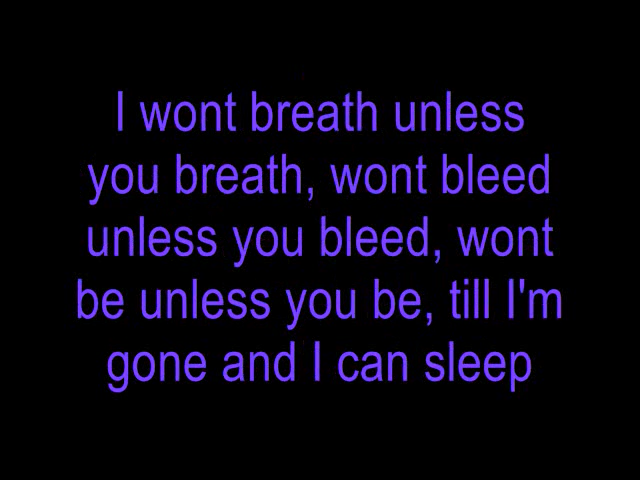 I wont breath unless
you breath, wont bleed
unless you bleed, wont
be unless you be, till I'm
gone and I can sleep